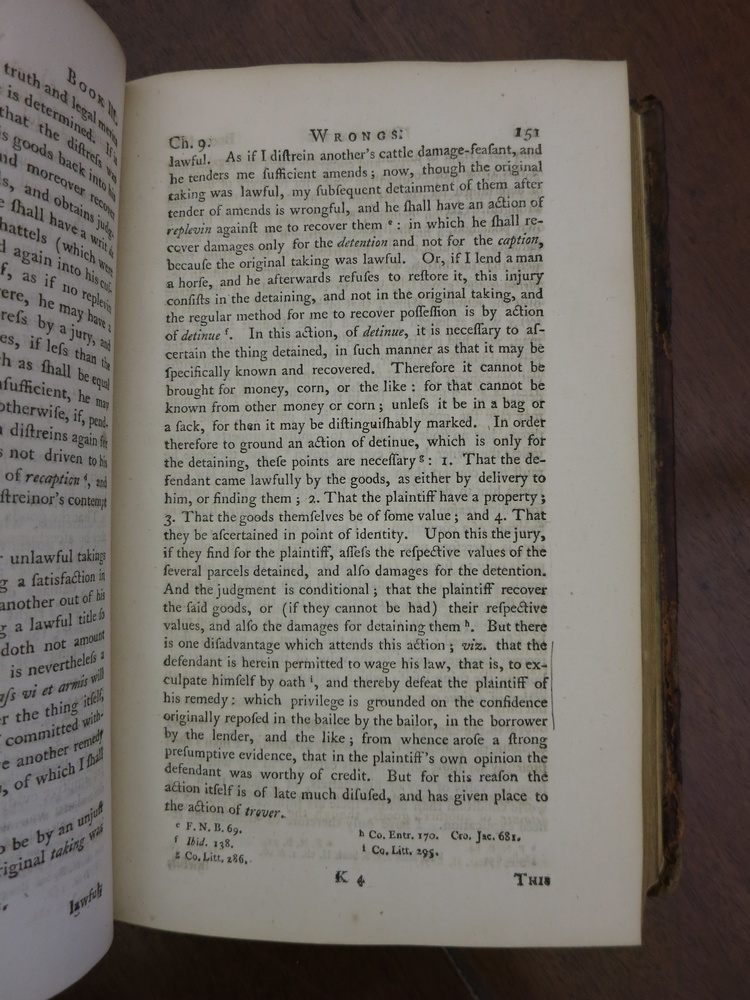 BOOK III.
truth and legal
is determined. If
that the diſtreſs was
s goods back into his
nd moreover recover
s, and obtains
e ſhall have a writ
hattels (which were
d again into his
f, as if no replevin
ere, he may have a
reſs by a jury, and
es, if leſs than the
h as ſhall be equal
nſufficient, he may
otherwiſe, if, pend-
n diſtreins again
s not driven to his
of recaption ᵈ, and
ſtreinor's contempt
r unlawful takings
g a ſatisfaction in
another out of his
g a lawful title ſo
doth not amount
is nevertheleſs a
aſs vi et armis will
r the thing itſelf,
committed with-
e another remedy
, of which I ſhall
o be by an unjuſt
riginal taking was
lawful;
Ch. 9. WRONGS. 151
lawful. As if I diſtrein another's cattle damage-feaſant, and
he tenders me ſufficient amends; now, though the original
taking was lawful, my ſubſequent detainment of them after
tender of amends is wrongful, and he ſhall have an action of
replevin againſt me to recover them ᵉ: in which he ſhall re-
cover damages only for the detention and not for the caption,
becauſe the original taking was lawful. Or, if I lend a man
a horſe, and he afterwards refuſes to reſtore it, this injury
conſiſts in the detaining, and not in the original taking, and
the regular method for me to recover poſſeſſion is by action
of detinue ᶠ. In this action, of detinue, it is neceſſary to aſ-
certain the thing detained, in ſuch manner as that it may be
ſpecifically known and recovered. Therefore it cannot be
brought for money, corn, or the like: for that cannot be
known from other money or corn; unleſs it be in a bag or
a ſack, for then it may be diſtinguiſhably marked. In order
therefore to ground an action of detinue, which is only for
the detaining, theſe points are neceſſary ᵍ: 1. That the de-
fendant came lawfully by the goods, as either by delivery to
him, or finding them; 2. That the plaintiff have a property;
3. That the goods themſelves be of ſome value; and 4. That
they be aſcertained in point of identity. Upon this the jury,
if they find for the plaintiff, aſſeſs the reſpective values of the
ſeveral parcels detained, and alſo damages for the detention.
And the judgment is conditional; that the plaintiff recover
the ſaid goods, or (if they cannot be had) their reſpective
values, and alſo the damages for detaining them ʰ. But there
is one diſadvantage which attends this action; viz. that the
defendant is herein permitted to wage his law, that is, to ex-
culpate himſelf by oath ⁱ, and thereby defeat the plaintiff of
his remedy: which privilege is grounded on the confidence
originally repoſed in the bailee by the bailor, in the borrower
by the lender, and the like; from whence aroſe a ſtrong
preſumptive evidence, that in the plaintiff's own opinion the
defendant was worthy of credit. But for this reaſon the
action itſelf is of late much diſuſed, and has given place to
the action of trover.
ᵉ F. N. B. 69.
ᶠ Ibid. 138.
ᵍ Co. Litt. 286.
ʰ Co. Entr. 170. Cro. Jac. 681.
ⁱ Co. Litt. 295.
K 4 THIS